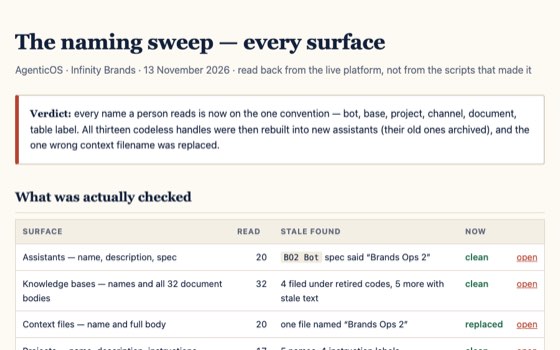 The naming sweep — every surface
AgenticOS · Infinity Brands · 13 November 2026 · read back from the live platform, not from the scripts that made it
Verdict: every name a person reads is now on the one convention — bot, base, project, channel, document,
table label. All thirteen codeless handles were then rebuilt into new assistants (their old ones archived), and the
one wrong context filename was replaced.
What was actually checked
SURFACE READ STALE FOUND NOW
Assistants — name, description, spec 20 B02 Bot spec said "Brands Ops 2" clean open
Knowledge bases — names and all 32 document 32 4 filed under retired codes, 5 more with clean open
bodies stale text
Context files — name and full body 20 one file named "Brands Ops 2" replaced open